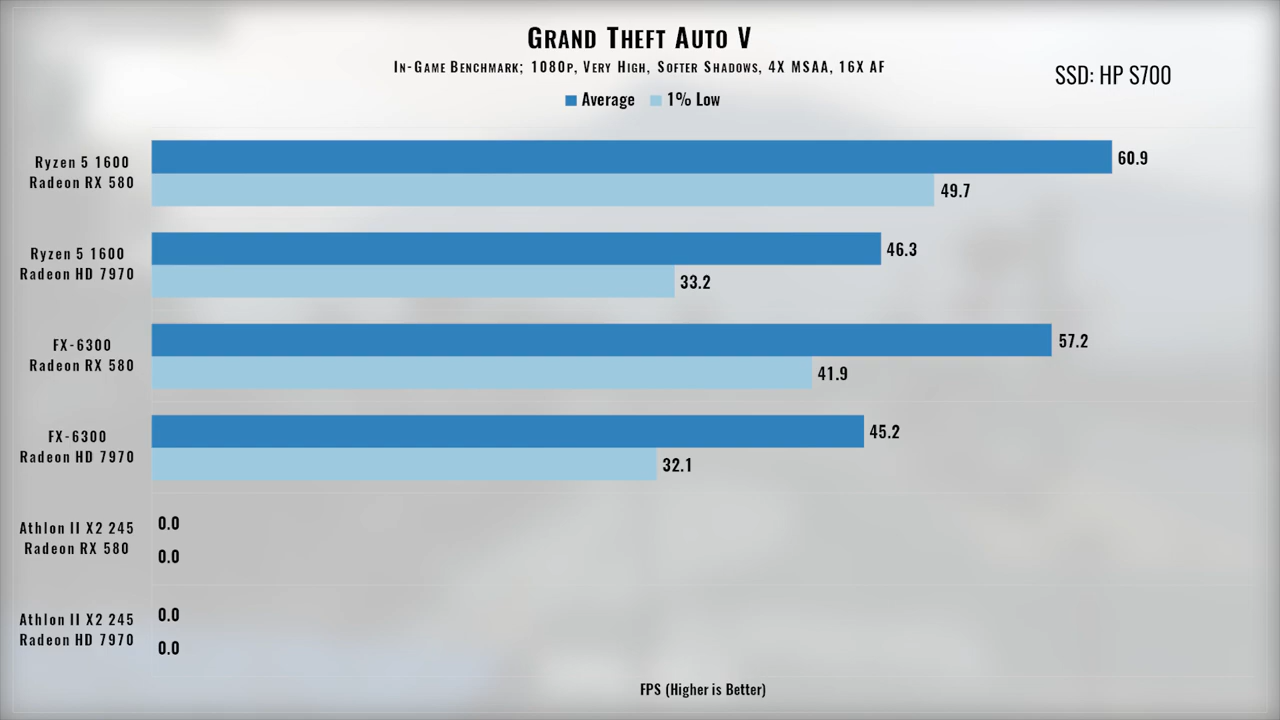 Grand Theft Auto V
In-Game Benchmark; 1080p, Very High, Softer Shadows, 4X MSAA, 16X AF
SSD: HP S700
Average 1% Low
Ryzen 5 1600
Radeon RX 580
60.9
49.7
Ryzen 5 1600
Radeon HD 7970
46.3
33.2
FX-6300
Radeon RX 580
57.2
41.9
FX-6300
Radeon HD 7970
45.2
32.1
Athlon II X2 245
Radeon RX 580
0.0
0.0
Athlon II X2 245
Radeon HD 7970
0.0
0.0
FPS (Higher is Better)